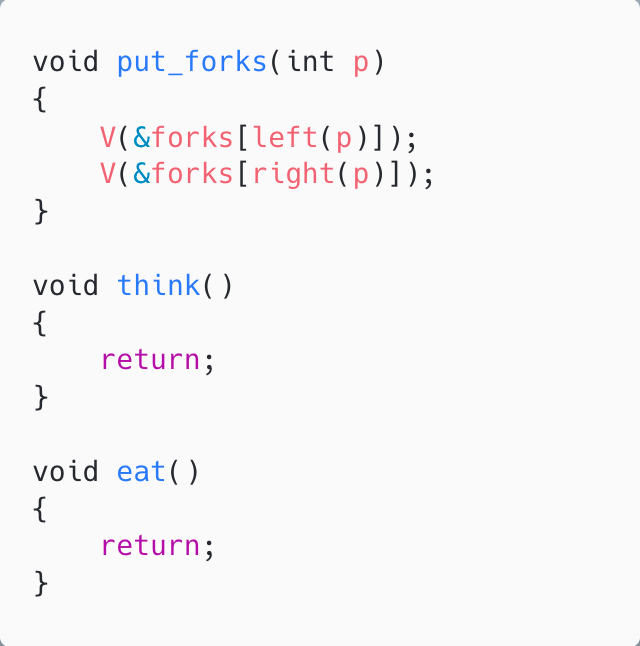 void put_forks(int p)
{
    V(&forks[left(p)]);
    V(&forks[right(p)]);
}

void think()
{
    return;
}

void eat()
{
    return;
}